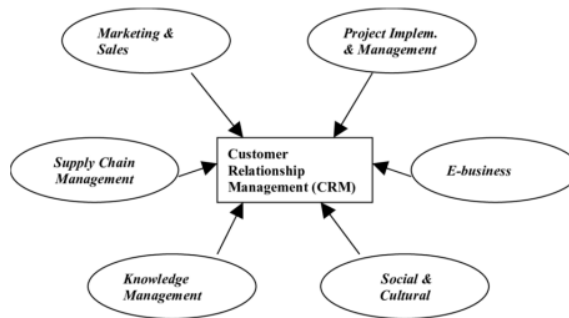 Marketing &
Sales
Project Implem.
& Management
Supply Chain
Management
Customer
Relationship
Management (CRM)
E-business
Knowledge
Management
Social &
Cultural